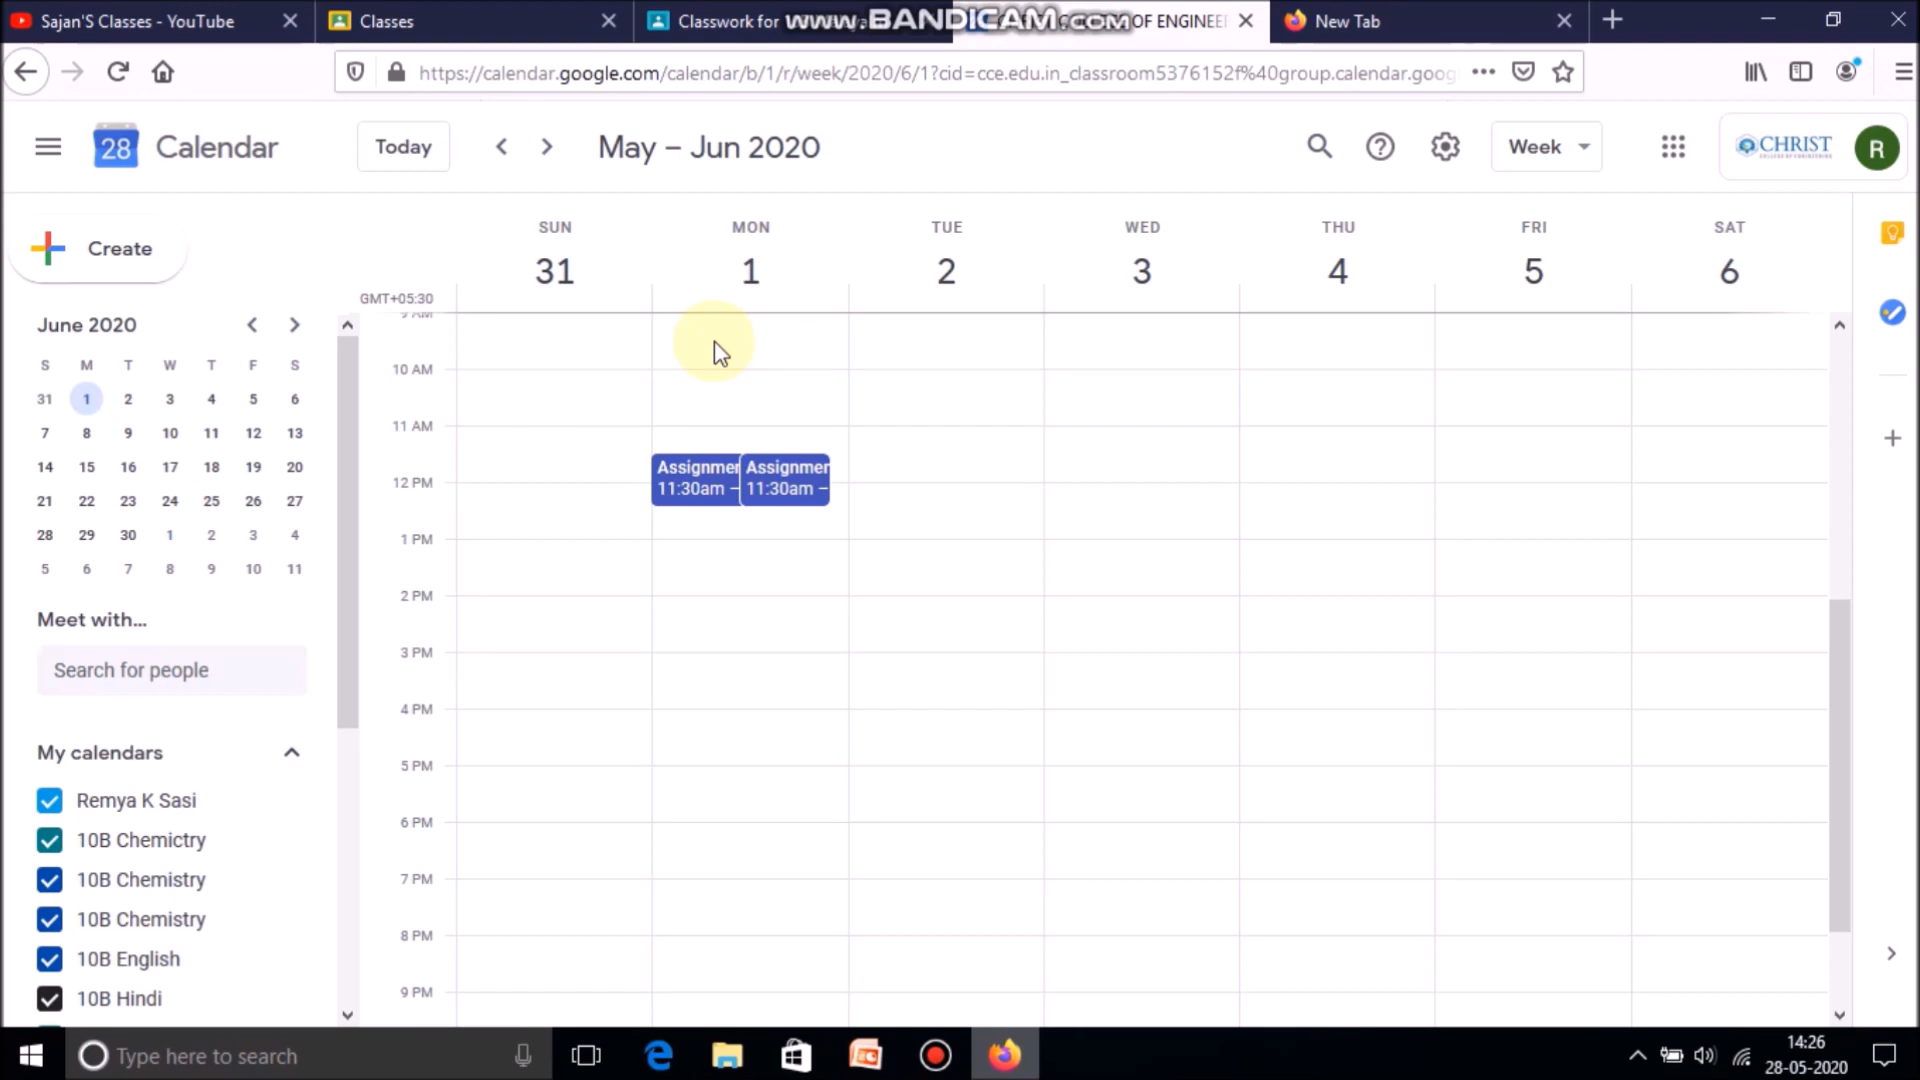 Sajan'S Classes - YouTube
Classes
Classwork for
www.BANDICAM.com
OF ENGINEER
New Tab
https://calendar.google.com/calendar/b/1/r/week/2020/6/1?cid=cce.edu.in_classroom5376152f%40group.calendar.goog
28 Calendar
Today
May – Jun 2020
Week
CHRIST
R
Create
SUN MON TUE WED THU FRI SAT
31 1 2 3 4 5 6
GMT+05:30
June 2020
S M T W T F S
31 1 2 3 4 5 6
7 8 9 10 11 12 13
14 15 16 17 18 19 20
21 22 23 24 25 26 27
28 29 30 1 2 3 4
5 6 7 8 9 10 11
Meet with...
Search for people
My calendars
Remya K Sasi
10B Chemictry
10B Chemistry
10B Chemistry
10B English
10B Hindi
9 AM
10 AM
11 AM
12 PM
1 PM
2 PM
3 PM
4 PM
5 PM
6 PM
7 PM
8 PM
9 PM
Assignmer
11:30am –
Assignmer
11:30am –
Type here to search
14:26
28-05-2020